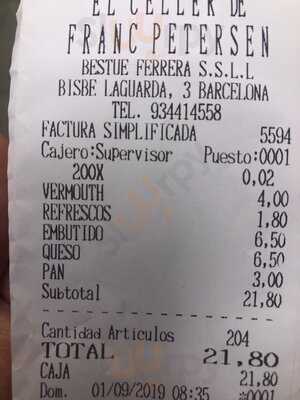 EL CELLER DE
FRANC PETERSEN
BESTUE FERRERA S.S.L.L
BISBE LAGUARDA, 3 BARCELONA
TEL. 934414558
FACTURA SIMPLIFICADA 5594
Cajero:Supervisor Puesto:0001
200X 0,02
VERMOUTH 4,00
REFRESCOS 1,80
EMBUTIDO 6,50
QUESO 6,50
PAN 3,00
Subtotal 21,80
Cantidad Articulos 204
TOTAL 21,80
CAJA 21,80
Dom. 01/09/2019 08:35 *0001